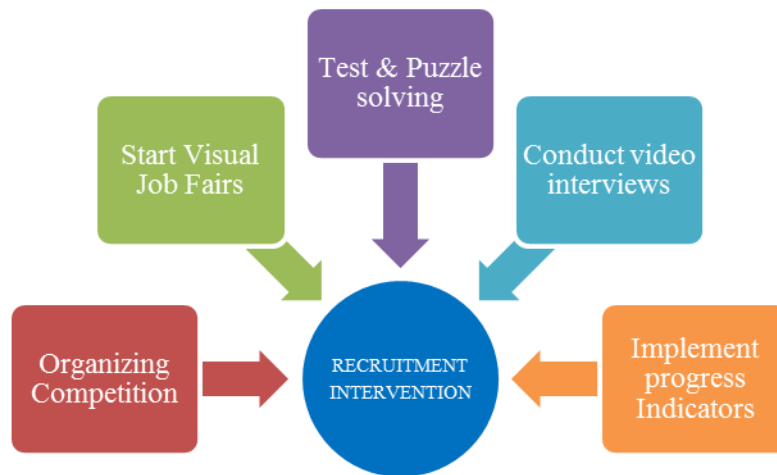 Test & Puzzle
solving
Start Visual
Job Fairs
Conduct video
interviews
Organizing
Competition
RECRUITMENT
INTERVENTION
Implement
progress
Indicators